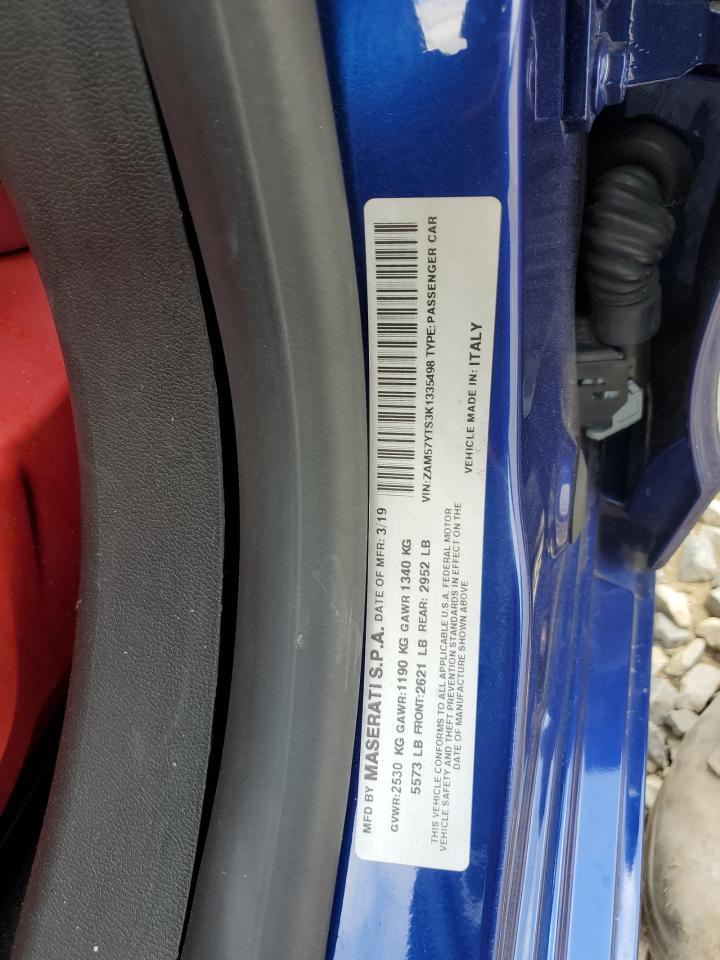 MFD BY MASERATI S.P.A. DATE OF MFR: 3/19
GVWR:2530 KG GAWR:1190 KG GAWR 1340 KG
5573 LB FRONT:2621 LB REAR: 2952 LB
THIS VEHICLE CONFORMS TO ALL APPLICABLE U.S.A. FEDERAL MOTOR
VEHICLE SAFETY AND THEFT PREVENTION STANDARDS IN EFFECT ON THE
DATE OF MANUFACTURE SHOWN ABOVE
VIN:ZAM57YTS3K1335498 TYPE:PASSENGER CAR
VEHICLE MADE IN: ITALY